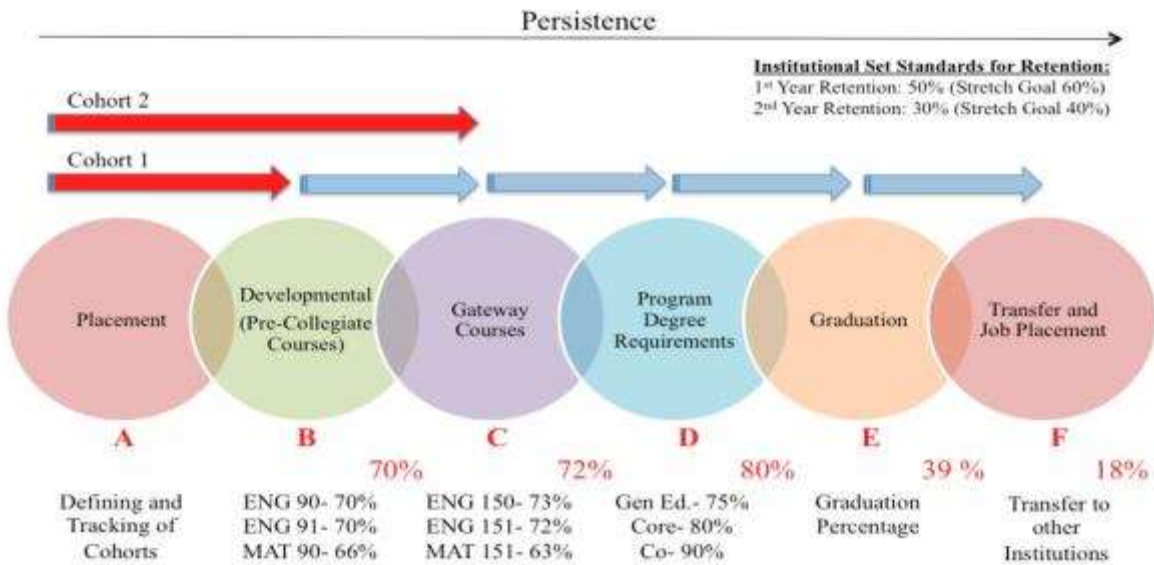 Persistence
Institutional Set Standards for Retention:
1st Year Retention: 50% (Stretch Goal 60%)
2nd Year Retention: 30% (Stretch Goal 40%)
Cohort 2
Cohort 1
Placement
Developmental
(Pre-Collegiate
Courses)
Gateway
Courses
Program
Degree
Requirements
Graduation
Transfer and
Job Placement
A
B
C
D
E
F
70%
72%
80%
39 %
18%
Defining and
Tracking of
Cohorts
ENG 90- 70%
ENG 91- 70%
MAT 90- 66%
ENG 150- 73%
ENG 151- 72%
MAT 151- 63%
Gen Ed.- 75%
Core- 80%
Co- 90%
Graduation
Percentage
Transfer to
other
Institutions